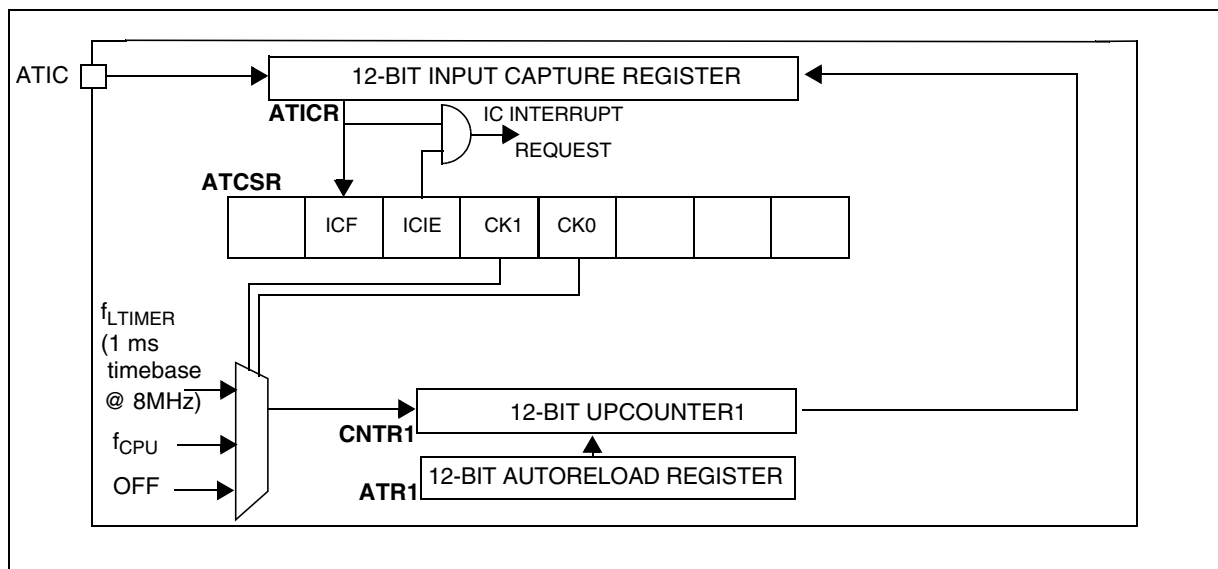 ATIC
12-BIT INPUT CAPTURE REGISTER
ATICR
IC INTERRUPT
REQUEST
ATCSR
ICF
ICIE
CK1
CK0
fLTIMER
(1 ms
timebase
@ 8MHz)
fCPU
OFF
12-BIT UPCOUNTER1
CNTR1
12-BIT AUTORELOAD REGISTER
ATR1